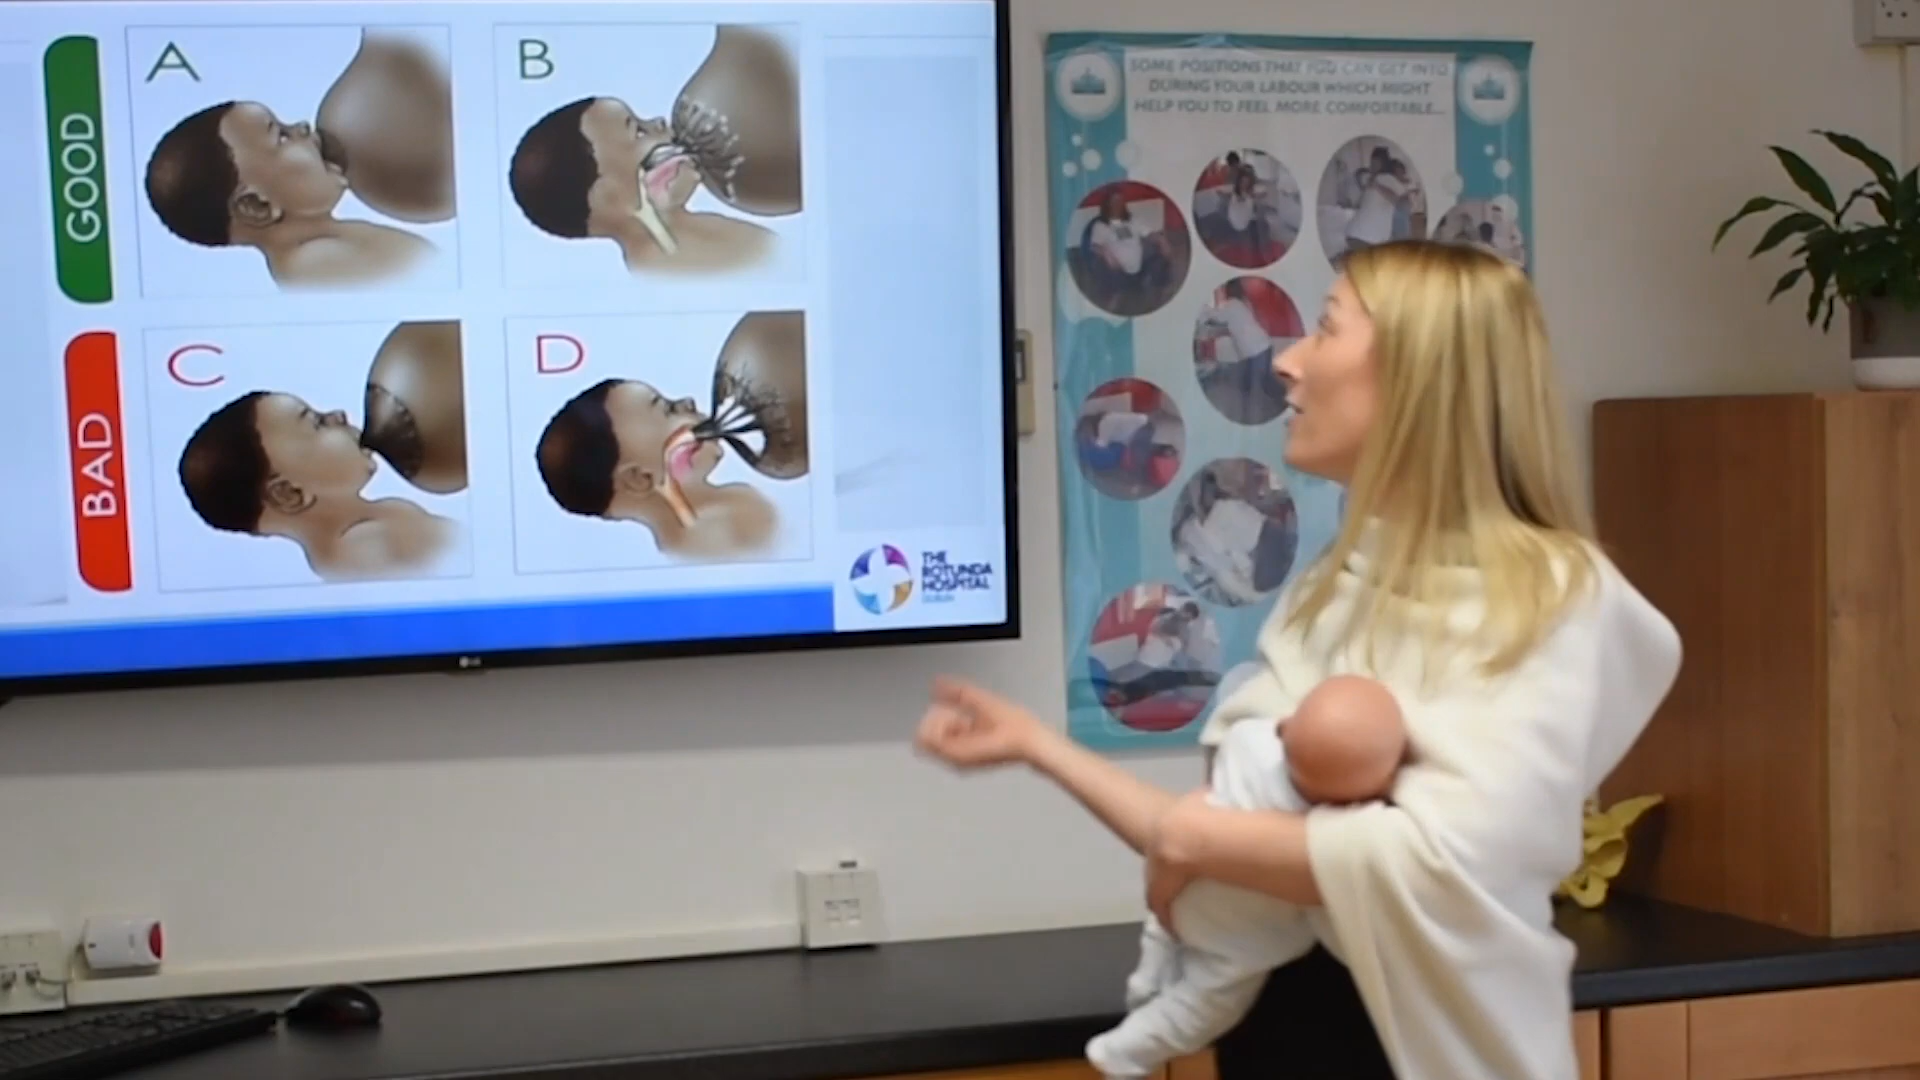 GOOD
A
B
BAD
C
D
THE
ROTUNDA
HOSPITAL
DUBLIN
LG
SOME POSITIONS THAT YOU CAN GET INTO
DURING YOUR LABOUR WHICH MIGHT
HELP YOU TO FEEL MORE COMFORTABLE...